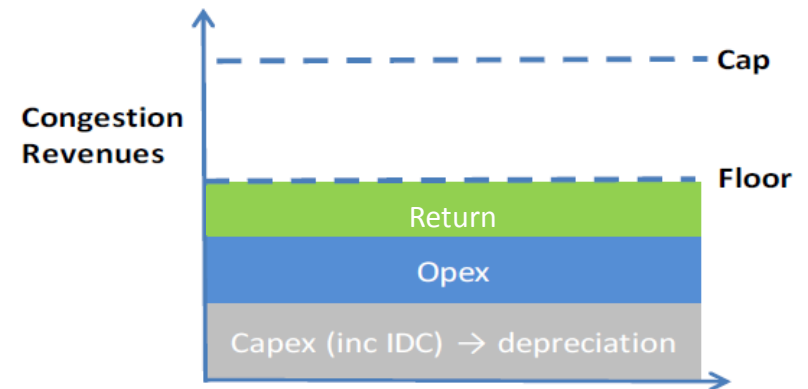 Cap
Congestion
Revenues
Floor
Return
Opex
Capex (inc IDC) → depreciation